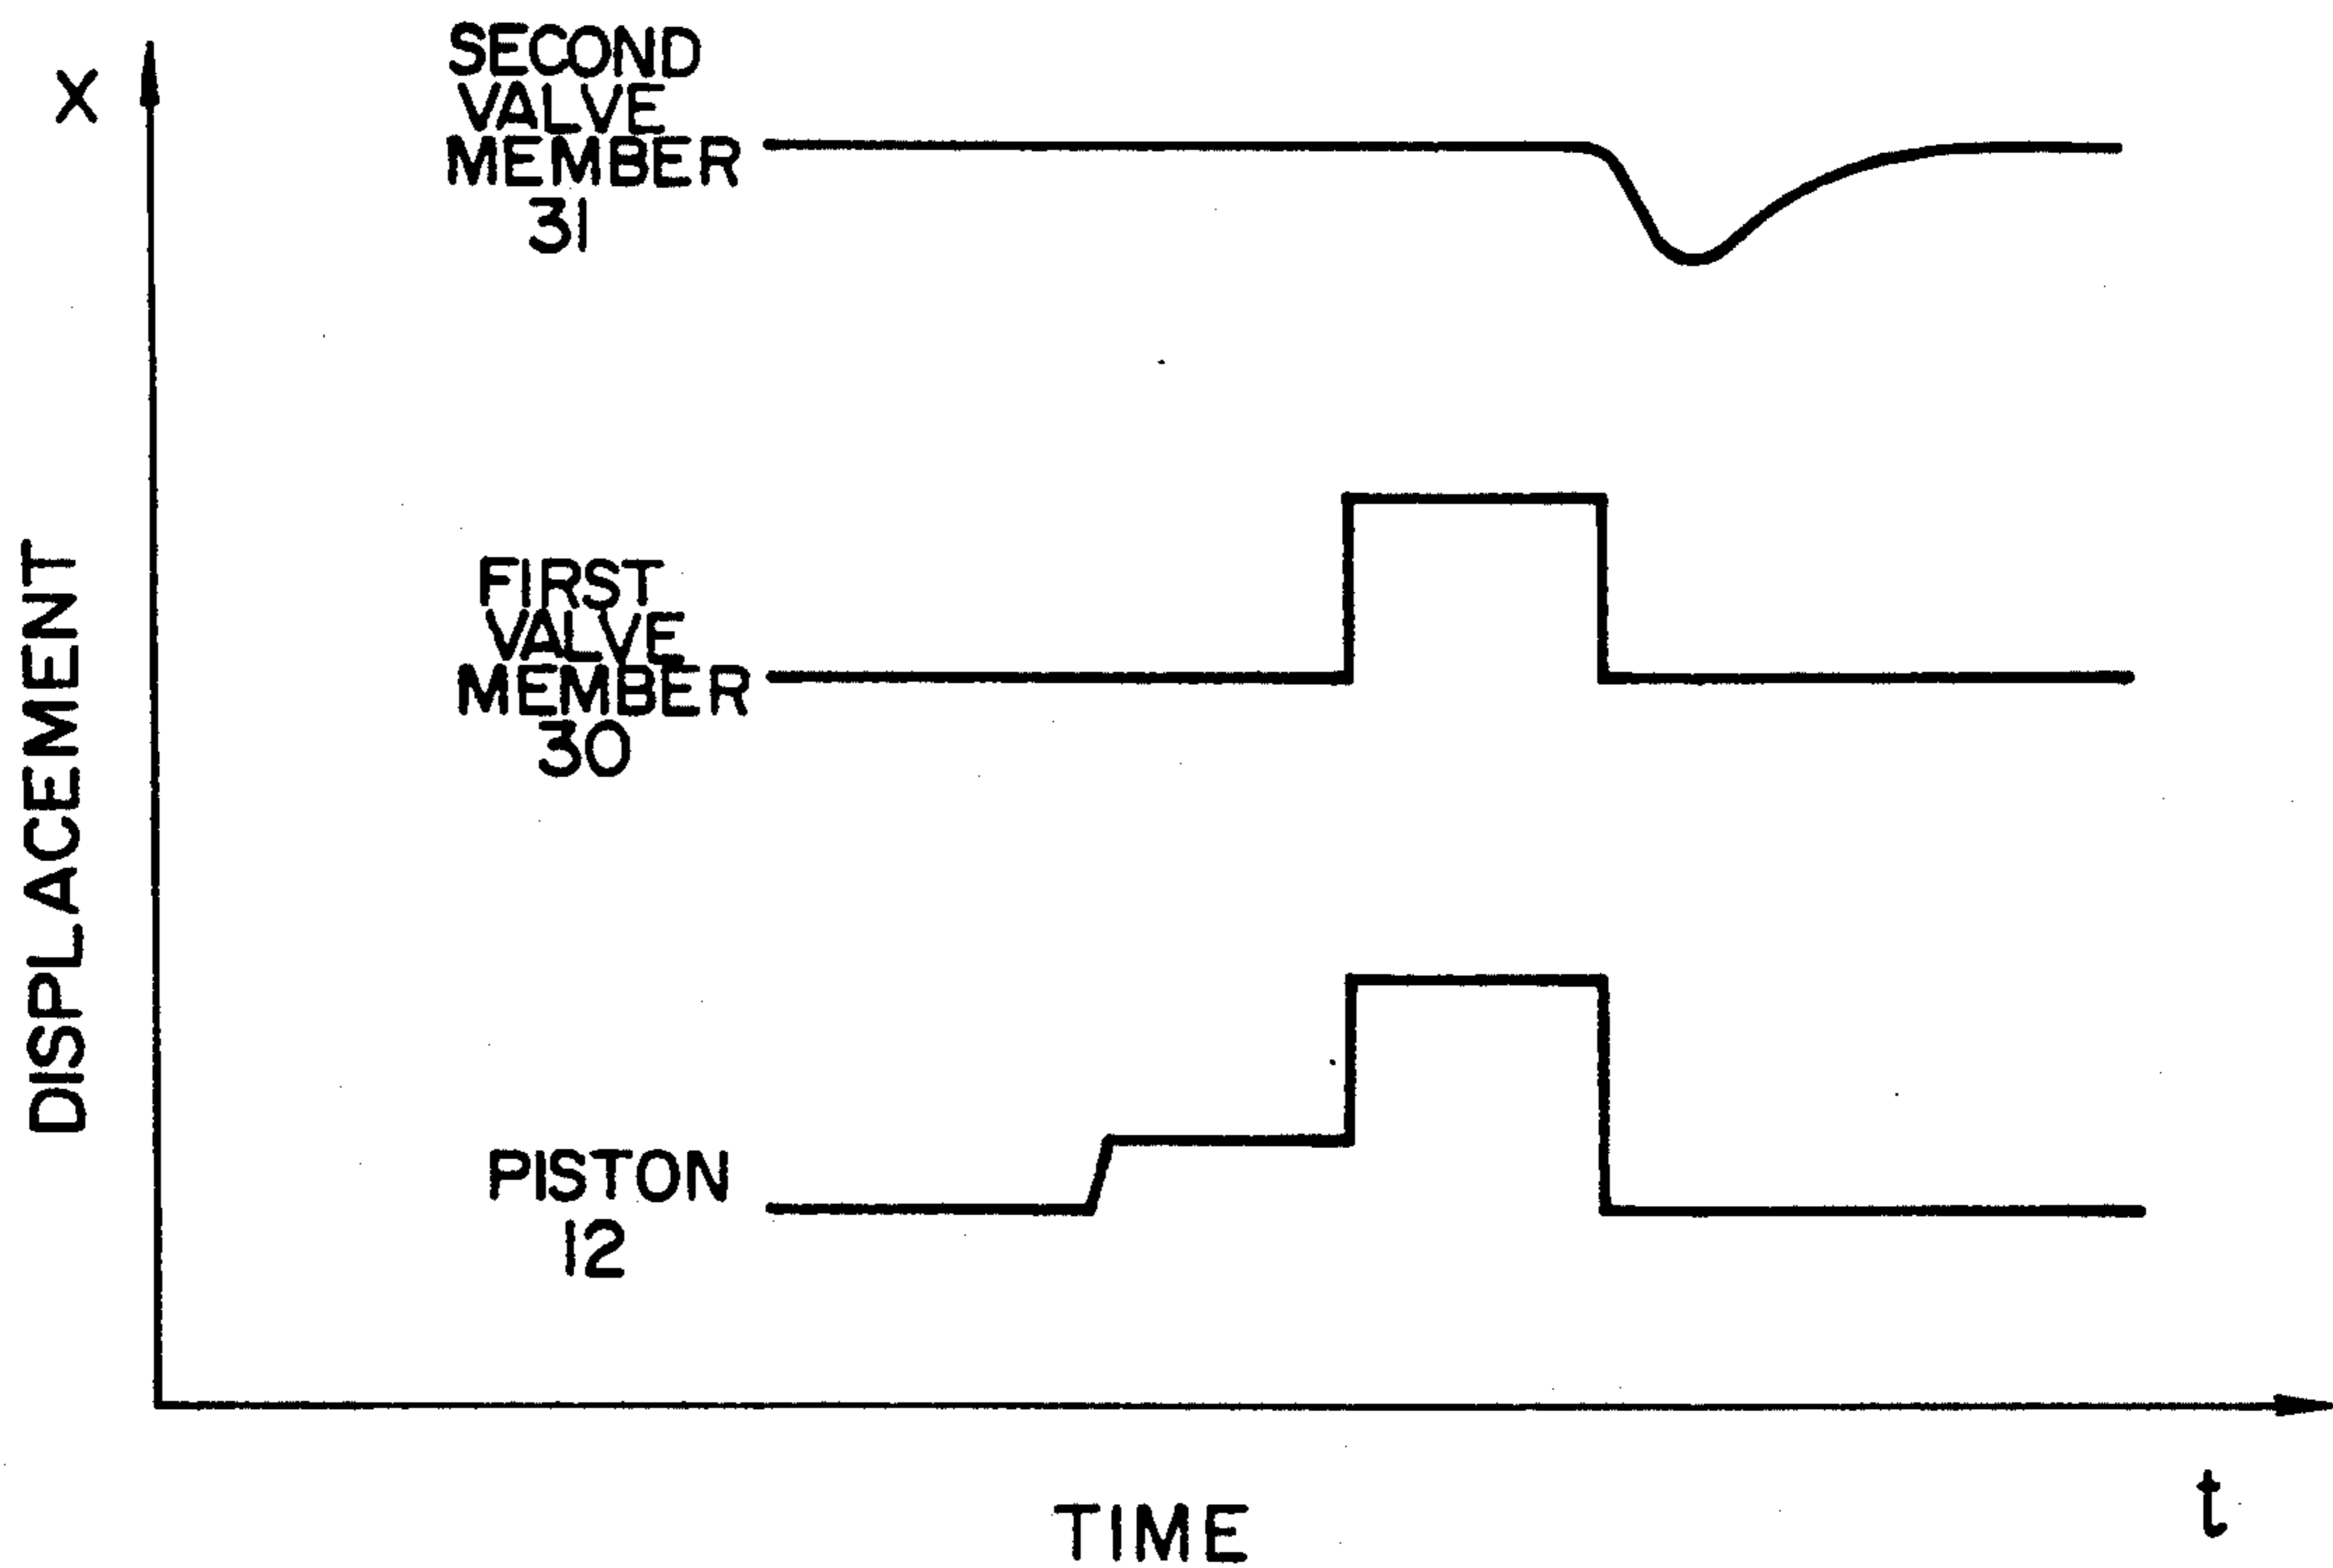 X
SECOND
VALVE
MEMBER
31
FIRST
VALVE
MEMBER
30
DISPLACEMENT
PISTON
12
TIME
t